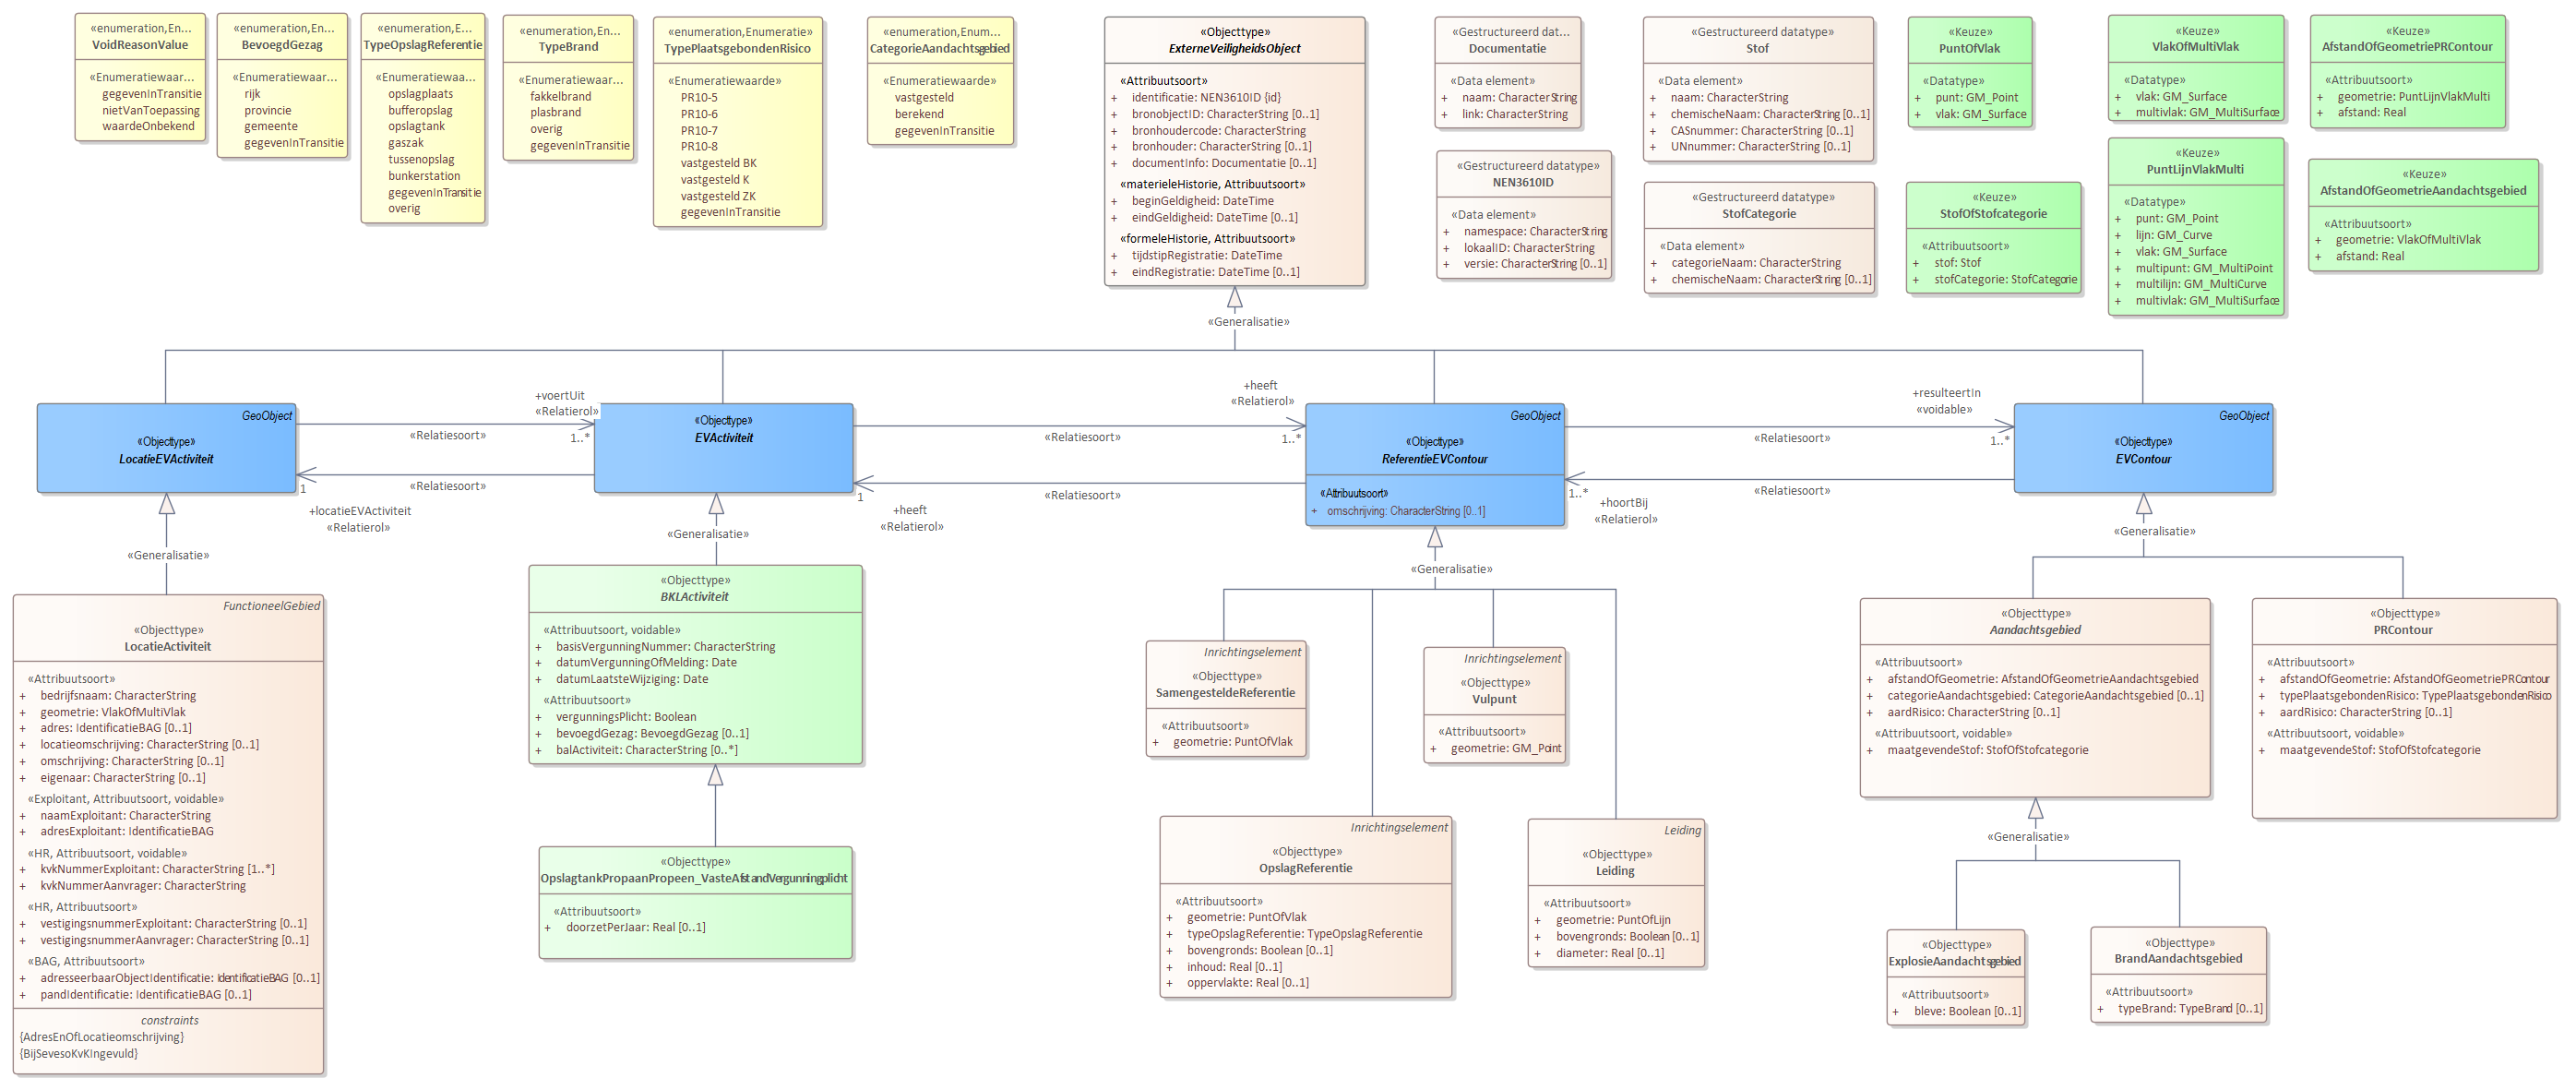 «enumeration,En...
VoidReasonValue
«Enumeratiewaar...
gegevenInTransitie
nietVanToepassing
waardeOnbekend
«enumeration,En...
BevoegdGezag
«Enumeratiewaar...
rijk
provincie
gemeente
gegevenInTransitie
«enumeration,E...
TypeOpslagReferentie
«Enumeratiewaa...
opslagplaats
bufferopslag
opslagtank
gaszak
tussenopslag
bunkerstation
gegevenInTransitie
overig
«enumeration,En...
TypeBrand
«Enumeratiewaar...
fakkelbrand
plasbrand
overig
gegevenInTransitie
«enumeration,Enumeratie»
TypePlaatsgebondenRisico
«Enumeratiewaarde»
PR10-5
PR10-6
PR10-7
PR10-8
vastgesteld BK
vastgesteld K
vastgesteld ZK
gegevenInTransitie
«enumeration,Enum...
CategorieAandachtsgebied
«Enumeratiewaarde»
vastgesteld
berekend
gegevenInTransitie
«Objecttype»
ExterneVeiligheidsObject
«Attribuutsoort»
+ identificatie: NEN3610ID {id}
+ bronobjectID: CharacterString [0..1]
+ bronhoudercode: CharacterString
+ bronhouder: CharacterString [0..1]
+ documentInfo: Documentatie [0..1]
«materieleHistorie, Attribuutsoort»
+ beginGeldigheid: DateTime
+ eindGeldigheid: DateTime [0..1]
«formeleHistorie, Attribuutsoort»
+ tijdstipRegistratie: DateTime
+ eindRegistratie: DateTime [0..1]
«Gestructureerd dat...
Documentatie
«Data element»
+ naam: CharacterString
+ link: CharacterString
«Gestructureerd datatype»
NEN3610ID
«Data element»
+ namespace: CharacterString
+ lokaalID: CharacterString
+ versie: CharacterString [0..1]
«Gestructureerd datatype»
Stof
«Data element»
+ naam: CharacterString
+ chemischeNaam: CharacterString [0..1]
+ CASnummer: CharacterString [0..1]
+ UNnummer: CharacterString [0..1]
«Gestructureerd datatype»
StofCategorie
«Data element»
+ categorieNaam: CharacterString
+ chemischeNaam: CharacterString [0..1]
«Keuze»
PuntOfVlak
«Datatype»
+ punt: GM_Point
+ vlak: GM_Surface
«Keuze»
StofOfStofcategorie
«Attribuutsoort»
+ stof: Stof
+ stofCategorie: StofCategorie
«Keuze»
VlakOfMultiVlak
«Datatype»
+ vlak: GM_Surface
+ multivlak: GM_MultiSurface
«Keuze»
PuntLijnVlakMulti
«Datatype»
+ punt: GM_Point
+ lijn: GM_Curve
+ vlak: GM_Surface
+ multipunt: GM_MultiPoint
+ multilijn: GM_MultiCurve
+ multivlak: GM_MultiSurface
«Keuze»
AfstandOfGeometriePRContour
«Attribuutsoort»
+ geometrie: PuntLijnVlakMulti
+ afstand: Real
«Keuze»
AfstandOfGeometrieAandachtsgebied
«Attribuutsoort»
+ geometrie: VlakOfMultiVlak
+ afstand: Real
«Generalisatie»
GeoObject
«Objecttype»
LocatieEVActiviteit
+voertUit
«Relatierol»
1..*
«Relatiesoort»
«Relatiesoort»
1
+locatieEVActiviteit
«Relatierol»
«Objecttype»
EVActiviteit
+heeft
«Relatierol»
1..*
«Relatiesoort»
«Relatiesoort»
1
+heeft
«Relatierol»
GeoObject
«Objecttype»
ReferentieEVContour
«Attribuutsoort»
+ omschrijving: CharacterString [0..1]
+resulteertIn
«voidable»
1..*
«Relatiesoort»
«Relatiesoort»
1..*
+hoortBij
«Relatierol»
GeoObject
«Objecttype»
EVContour
«Generalisatie»
«Generalisatie»
«Generalisatie»
«Generalisatie»
FunctioneelGebied
«Objecttype»
LocatieActiviteit
«Attribuutsoort»
+ bedrijfsnaam: CharacterString
+ geometrie: VlakOfMultiVlak
+ adres: IdentificatieBAG [0..1]
+ locatieomschrijving: CharacterString [0..1]
+ omschrijving: CharacterString [0..1]
+ eigenaar: CharacterString [0..1]
«Exploitant, Attribuutsoort, voidable»
+ naamExploitant: CharacterString
+ adresExploitant: IdentificatieBAG
«HR, Attribuutsoort, voidable»
+ kvkNummerExploitant: CharacterString [1..*]
+ kvkNummerAanvrager: CharacterString
«HR, Attribuutsoort»
+ vestigingsnummerExploitant: CharacterString [0..1]
+ vestigingsnummerAanvrager: CharacterString [0..1]
«BAG, Attribuutsoort»
+ adresseerbaarObjectIdentificatie: IdentificatieBAG [0..1]
+ pandIdentificatie: IdentificatieBAG [0..1]
constraints
{AdresEnOfLocatieomschrijving}
{BijSevesoKvKIngevuld}
«Objecttype»
BKLActiviteit
«Attribuutsoort, voidable»
+ basisVergunningNummer: CharacterString
+ datumVergunningOfMelding: Date
+ datumLaatsteWijziging: Date
«Attribuutsoort»
+ vergunningsPlicht: Boolean
+ bevoegdGezag: BevoegdGezag [0..1]
+ balActiviteit: CharacterString [0..*]
«Objecttype»
OpslagtankPropaanPropeen_VasteAfstandVergunningplicht
«Attribuutsoort»
+ doorzetPerJaar: Real [0..1]
Inrichtingselement
«Objecttype»
SamengesteldeReferentie
«Attribuutsoort»
+ geometrie: PuntOfVlak
Inrichtingselement
«Objecttype»
Vulpunt
«Attribuutsoort»
+ geometrie: GM_Point
Inrichtingselement
«Objecttype»
OpslagReferentie
«Attribuutsoort»
+ geometrie: PuntOfVlak
+ typeOpslagReferentie: TypeOpslagReferentie
+ bovengronds: Boolean [0..1]
+ inhoud: Real [0..1]
+ oppervlakte: Real [0..1]
Leiding
«Objecttype»
Leiding
«Attribuutsoort»
+ geometrie: PuntOfLijn
+ bovengronds: Boolean [0..1]
+ diameter: Real [0..1]
«Objecttype»
Aandachtsgebied
«Attribuutsoort»
+ afstandOfGeometrie: AfstandOfGeometrieAandachtsgebied
+ categorieAandachtsgebied: CategorieAandachtsgebied [0..1]
+ aardRisico: CharacterString [0..1]
«Attribuutsoort, voidable»
+ maatgevendeStof: StofOfStofcategorie
«Objecttype»
PRContour
«Attribuutsoort»
+ afstandOfGeometrie: AfstandOfGeometriePRContour
+ typePlaatsgebondenRisico: TypePlaatsgebondenRisico
+ aardRisico: CharacterString [0..1]
«Attribuutsoort, voidable»
+ maatgevendeStof: StofOfStofcategorie
«Generalisatie»
«Objecttype»
ExplosieAandachtsgebied
«Attribuutsoort»
+ bleve: Boolean [0..1]
«Objecttype»
BrandAandachtsgebied
«Attribuutsoort»
+ typeBrand: TypeBrand [0..1]